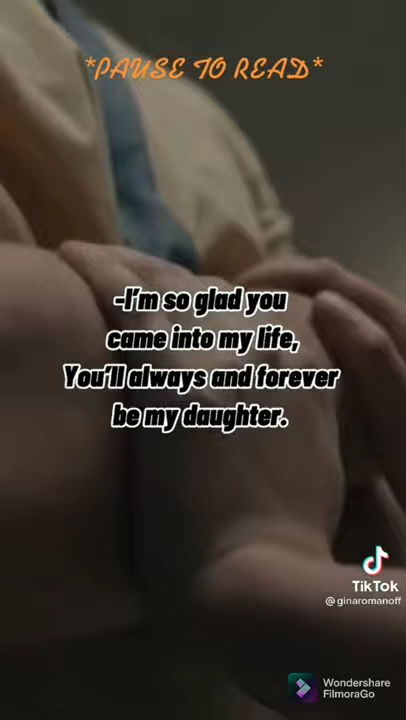 *PAUSE TO READ*
-I'm so glad you
came into my life,
You'll always and forever
be my daughter.
TikTok
@ginaromanoff
Wondershare
FilmoraGo